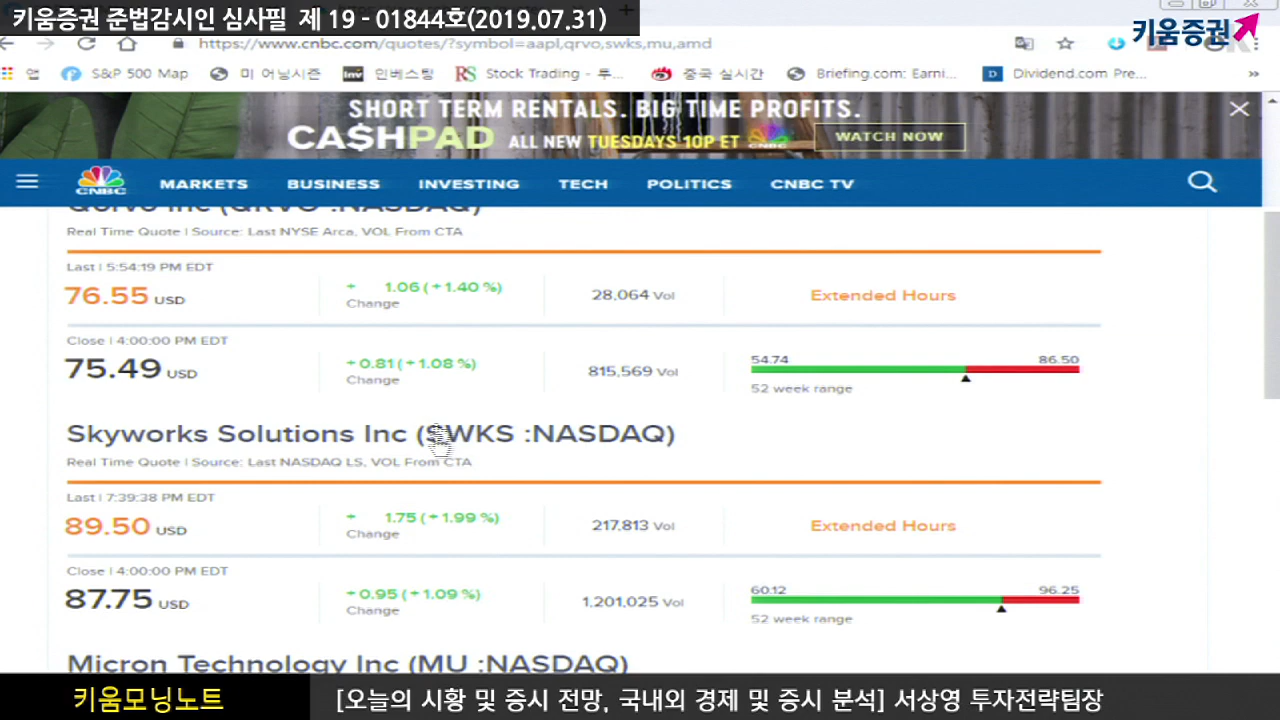 키움증권 준법감시인 심사필 제 19 - 01844호(2019.07.31)
키움증권
https://www.cnbc.com/quotes/?symbol=aapl,qrvo,swks,mu,amd
앱 S&P 500 Map 미 어닝시즌 Inv 인베스팅 RS Stock Trading - 투... 중국 실시간 Briefing.com: Earni... D Dividend.com Pre... »
SHORT TERM RENTALS. BIG TIME PROFITS.
CA$HPAD ALL NEW TUESDAYS 10P ET CNBC WATCH NOW
CNBC MARKETS BUSINESS INVESTING TECH POLITICS CNBC TV
Qorvo Inc (QRVO :NASDAQ)
Real Time Quote | Source: Last NYSE Arca, VOL From CTA
Last | 5:54:19 PM EDT
76.55 USD
+ 1.06 (+1.40 %)
Change
28,064 Vol
Extended Hours
Close | 4:00:00 PM EDT
75.49 USD
+0.81 (+1.08 %)
Change
815,569 Vol
54.74 86.50
52 week range
Skyworks Solutions Inc (SWKS :NASDAQ)
Real Time Quote | Source: Last NASDAQ LS, VOL From CTA
Last | 7:39:38 PM EDT
89.50 USD
+ 1.75 (+1.99 %)
Change
217,813 Vol
Extended Hours
Close | 4:00:00 PM EDT
87.75 USD
+0.95 (+1.09 %)
Change
1,201,025 Vol
60.12 96.25
52 week range
Micron Technology Inc (MU :NASDAQ)
키움모닝노트
[오늘의 시황 및 증시 전망, 국내외 경제 및 증시 분석] 서상영 투자전략팀장